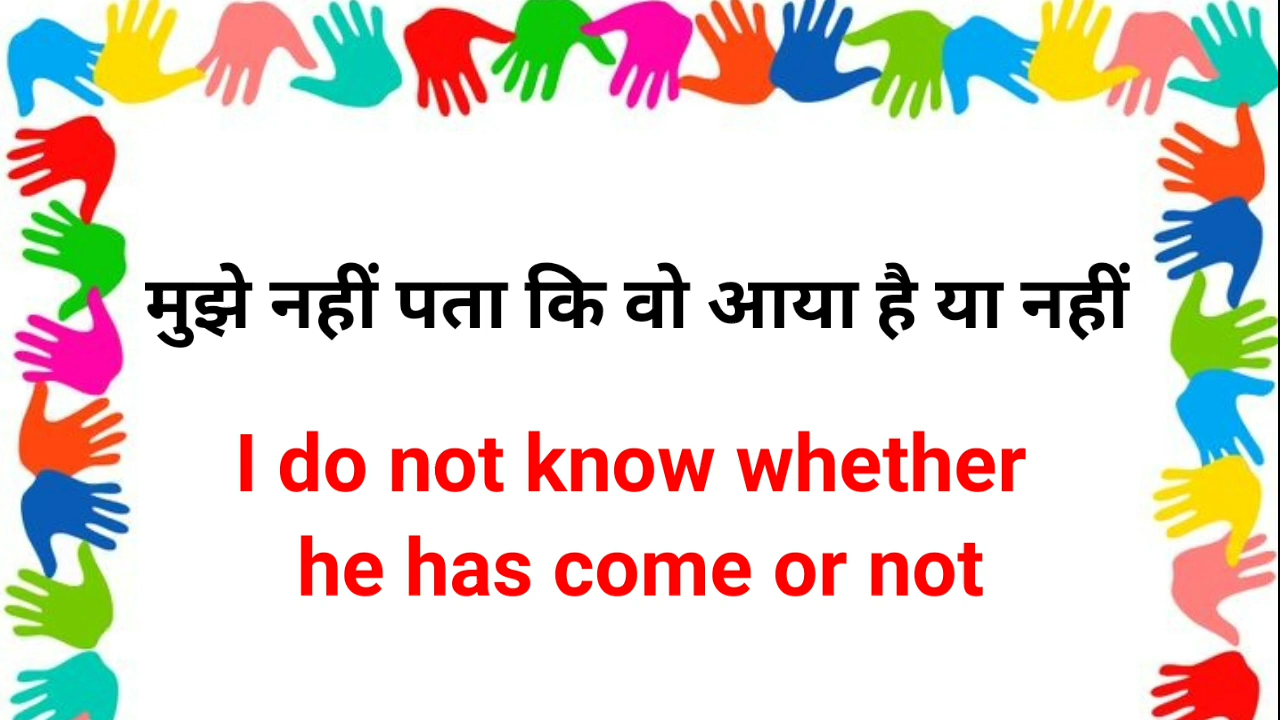 मुझे नहीं पता कि वो आया है या नहीं
I do not know whether
he has come or not